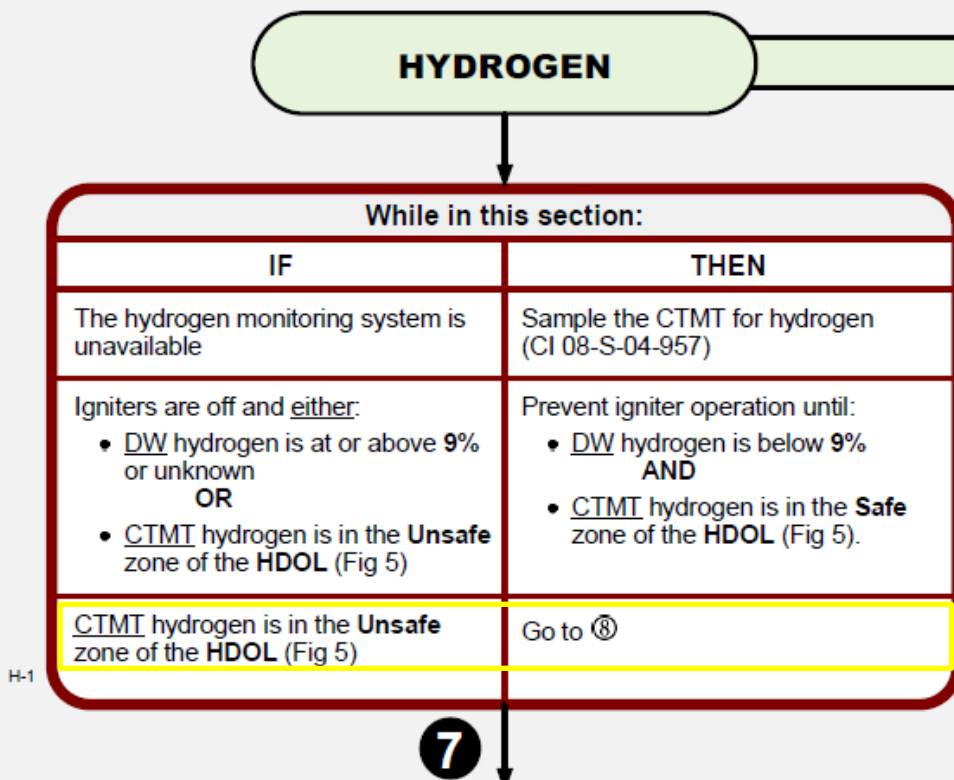 HYDROGEN
While in this section:
IF
THEN
The hydrogen monitoring system is
unavailable
Sample the CTMT for hydrogen
(CI 08-S-04-957)
Igniters are off and either:
• DW hydrogen is at or above 9%
or unknown
OR
• CTMT hydrogen is in the Unsafe
zone of the HDOL (Fig 5)
Prevent igniter operation until:
• DW hydrogen is below 9%
AND
• CTMT hydrogen is in the Safe
zone of the HDOL (Fig 5).
CTMT hydrogen is in the Unsafe
zone of the HDOL (Fig 5)
Go to ⑧
H-1
7